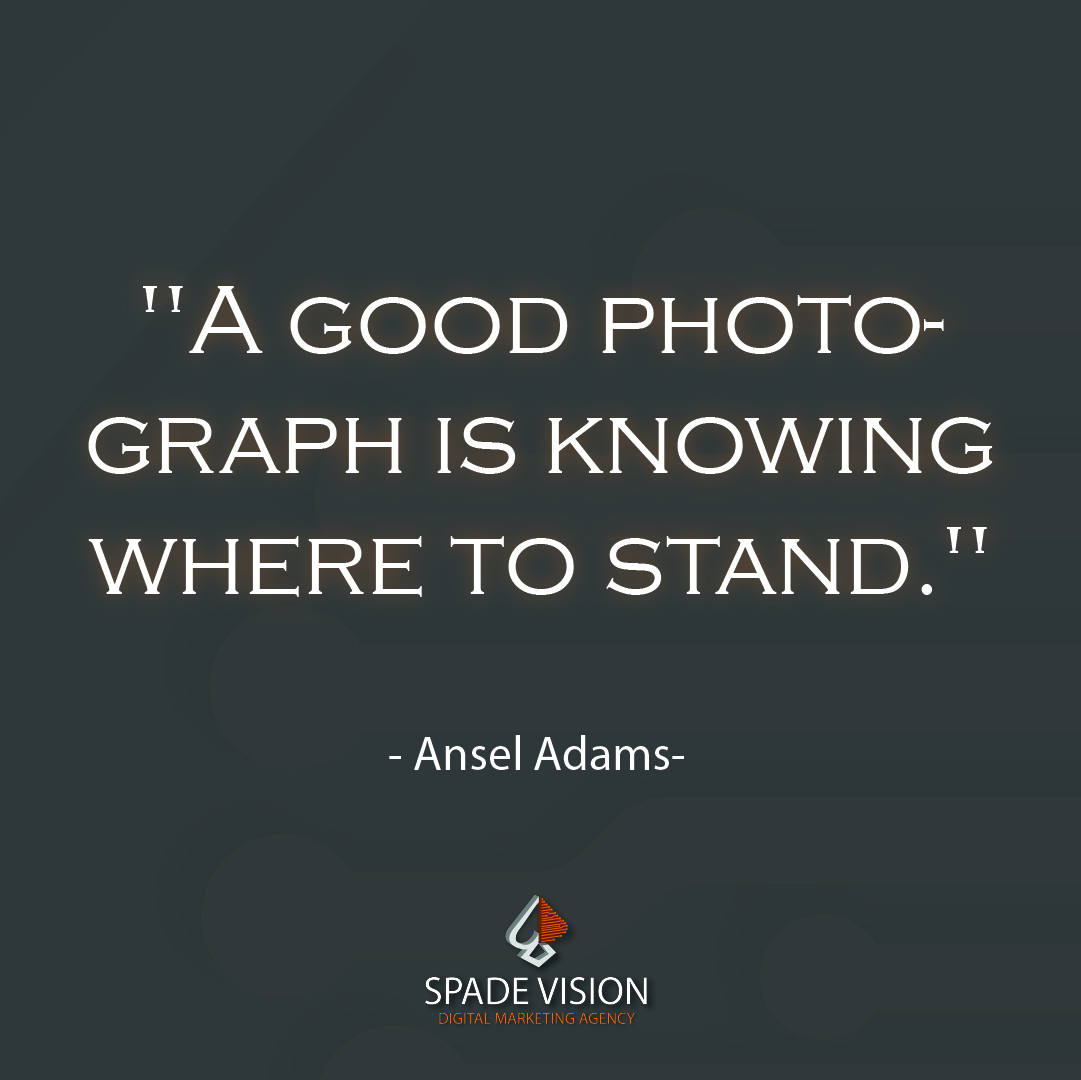 "A GOOD PHOTO-
GRAPH IS KNOWING
WHERE TO STAND."
- Ansel Adams-
SPADE VISION
DIGITAL MARKETING AGENCY